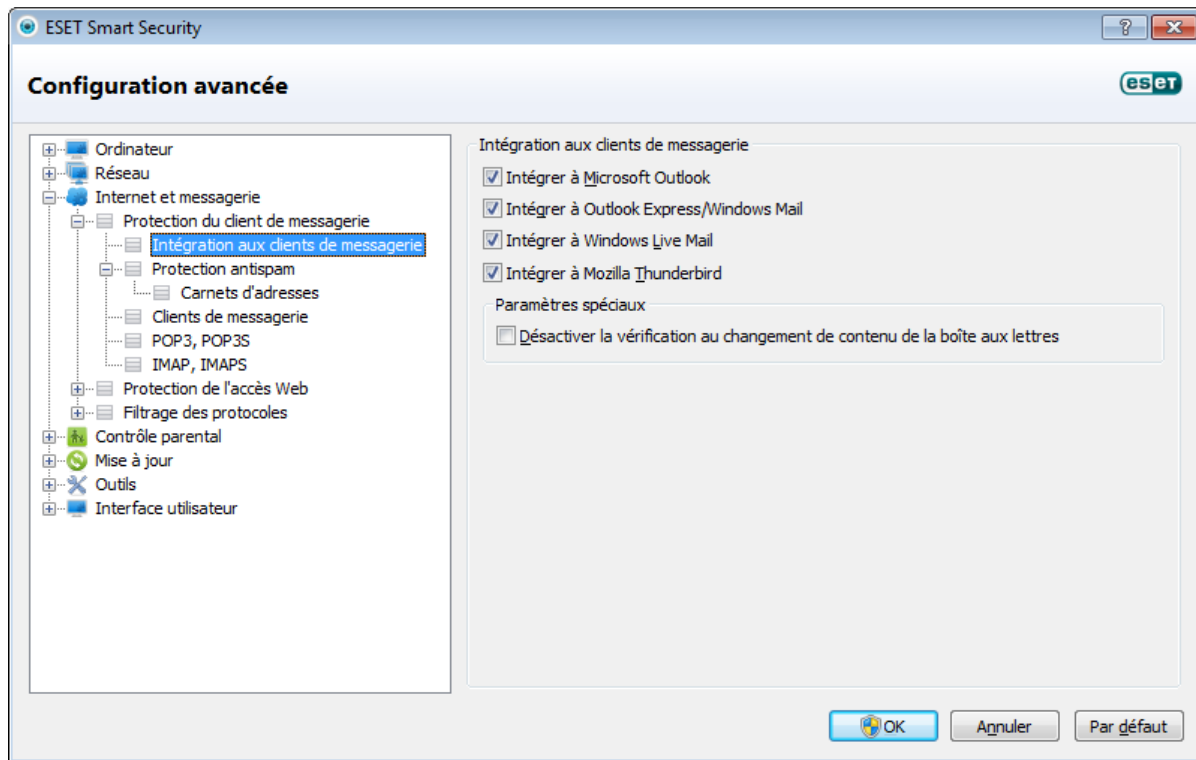 ESET Smart Security
Configuration avancée
eseT
Ordinateur
Réseau
Internet et messagerie
Protection du client de messagerie
Intégration aux clients de messagerie
Protection antispam
Carnets d'adresses
Clients de messagerie
POP3, POP3S
IMAP, IMAPS
Protection de l'accès Web
Filtrage des protocoles
Contrôle parental
Mise à jour
Outils
Interface utilisateur
Intégration aux clients de messagerie
Intégrer à Microsoft Outlook
Intégrer à Outlook Express/Windows Mail
Intégrer à Windows Live Mail
Intégrer à Mozilla Thunderbird
Paramètres spéciaux
Désactiver la vérification au changement de contenu de la boîte aux lettres
OK
Annuler
Par défaut